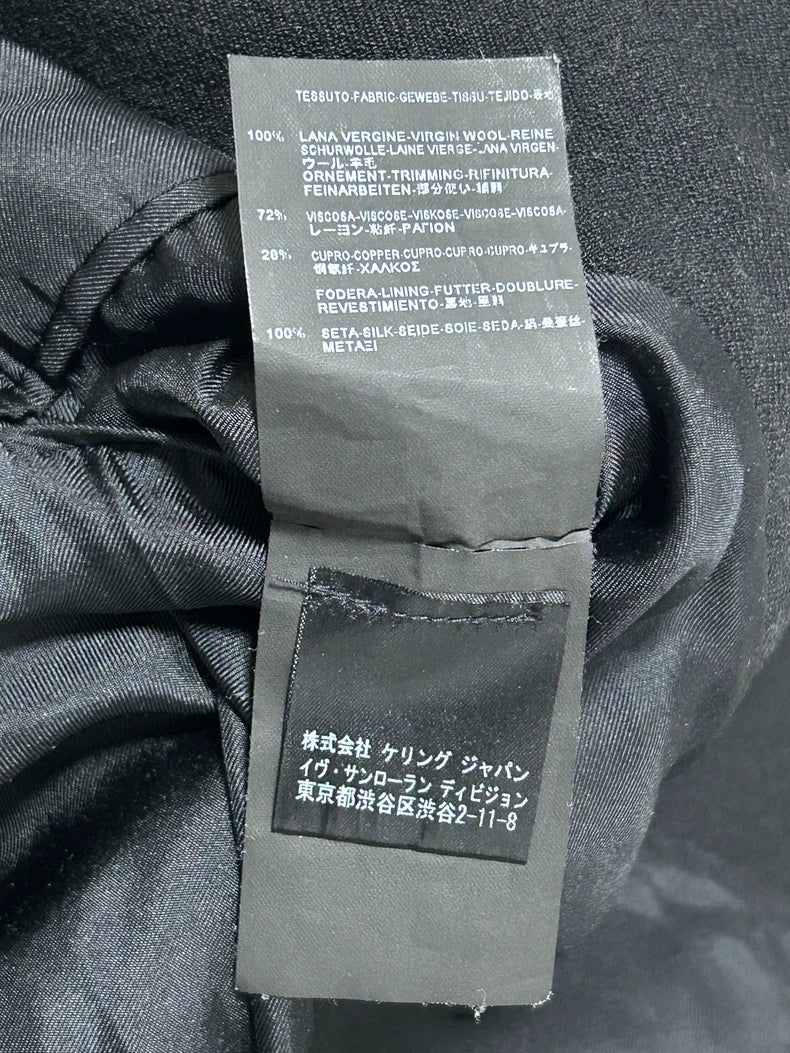 TESSUTO-FABRIC-GEWEBE-TISSU-TEJIDO-表地
100% LANA VERGINE-VIRGIN WOOL-REINE
SCHURWOLLE-LAINE VIERGE-LANA VIRGEN-
ウール-羊毛
ORNEMENT-TRIMMING-RIFINITURA-
FEINARBEITEN-部分使い-輔料
72% VISCOSA-VISCOSE-VISKOSE-VISCOSE-VISCOSA-
レーヨン-粘紆-ΡΑΓΙΟΝ
28% CUPRO-COPPER-CUPRO-CUPRO-CUPRO-キュプラ-
ΧΑΛΚΟΣ
FODERA-LINING-FUTTER-DOUBLURE-
REVESTIMIENTO-裏地-里料
100% SETA-SILK-SEIDE-SOIE-SEDA-絹-桑蚕丝-
ΜΕΤΑΞΙ
株式会社 ケリング ジャパン
イヴ・サンローラン ディビジョン
東京都渋谷区渋谷2-11-8